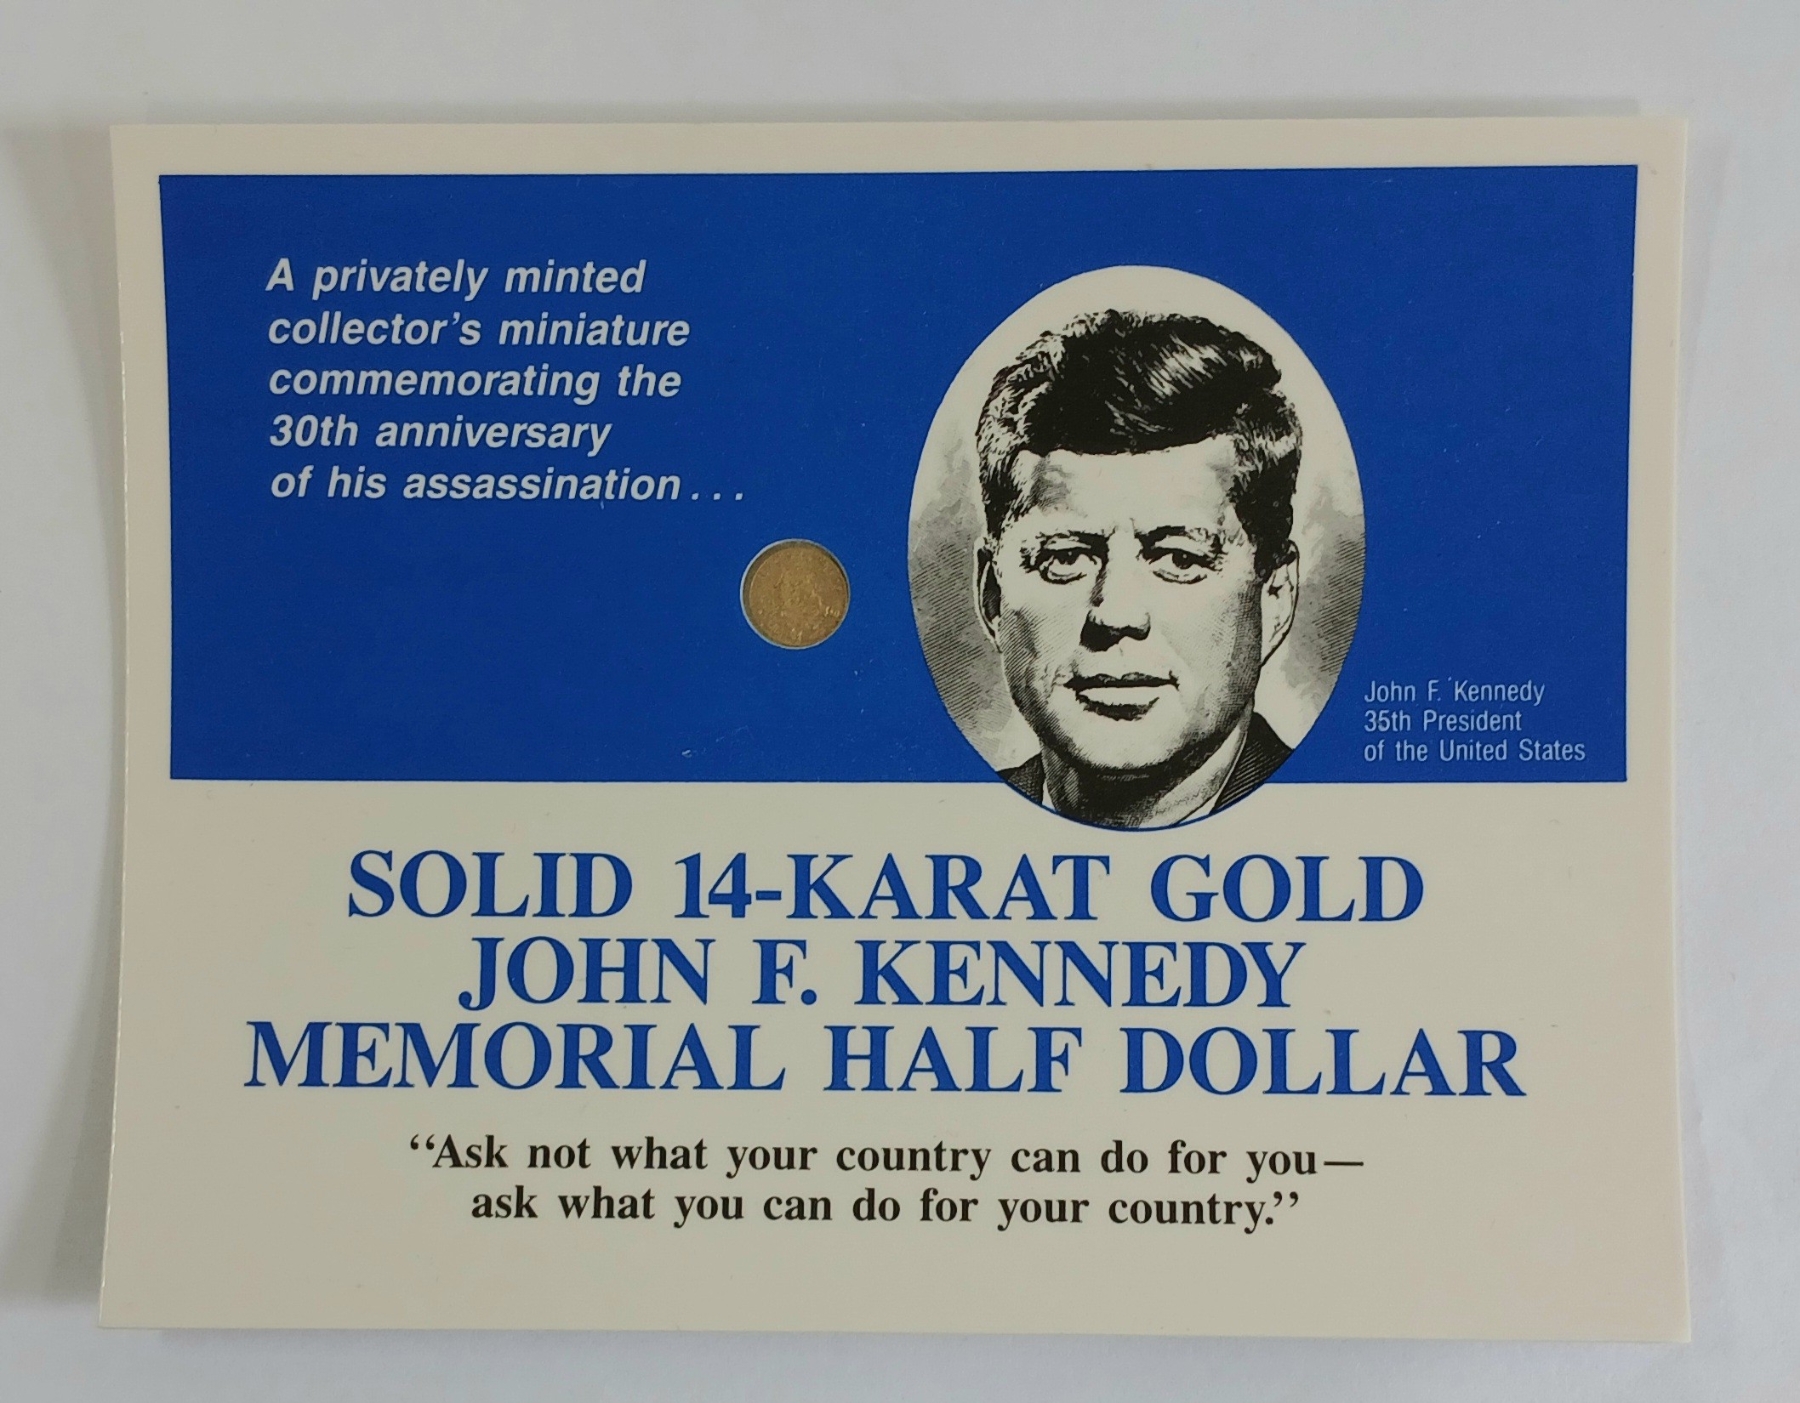 A privately minted
collector's miniature
commemorating the
30th anniversary
of his assassination...
John F. Kennedy
35th President
of the United States
SOLID 14-KARAT GOLD
JOHN F. KENNEDY
MEMORIAL HALF DOLLAR
‘‘Ask not what your country can do for you—
ask what you can do for your country.’’